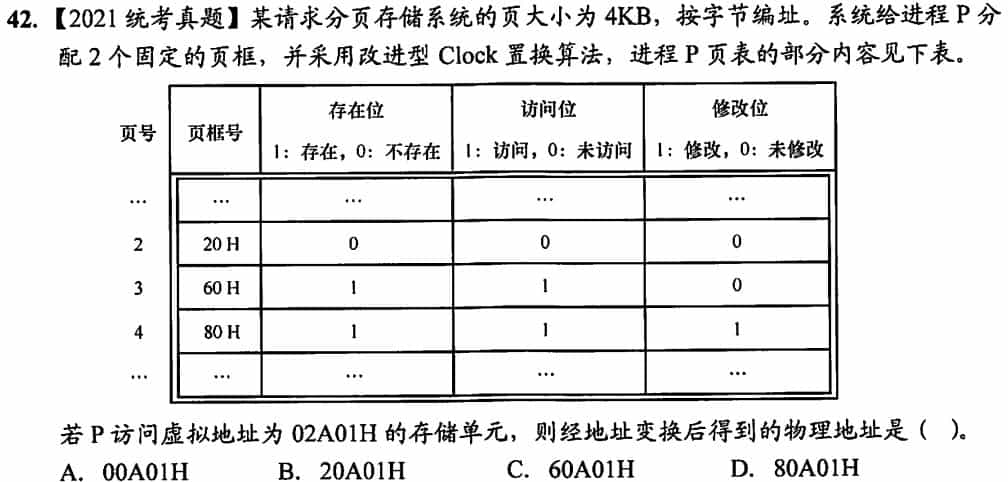 42.【2021 统考真题】某请求分页存储系统的页大小为 4KB，按字节编址。系统给进程 P 分
配 2 个固定的页框，并采用改进型 Clock 置换算法，进程 P 页表的部分内容见下表。
页号 页框号 存在位 访问位 修改位
1：存在，0：不存在 1：访问，0：未访问 1：修改，0：未修改
… … … … …
2 20 H 0 0 0
3 60 H 1 1 0
4 80 H 1 1 1
… … … … …
若 P 访问虚拟地址为 02A01H 的存储单元，则经地址变换后得到的物理地址是（ ）。
A. 00A01H B. 20A01H C. 60A01H D. 80A01H